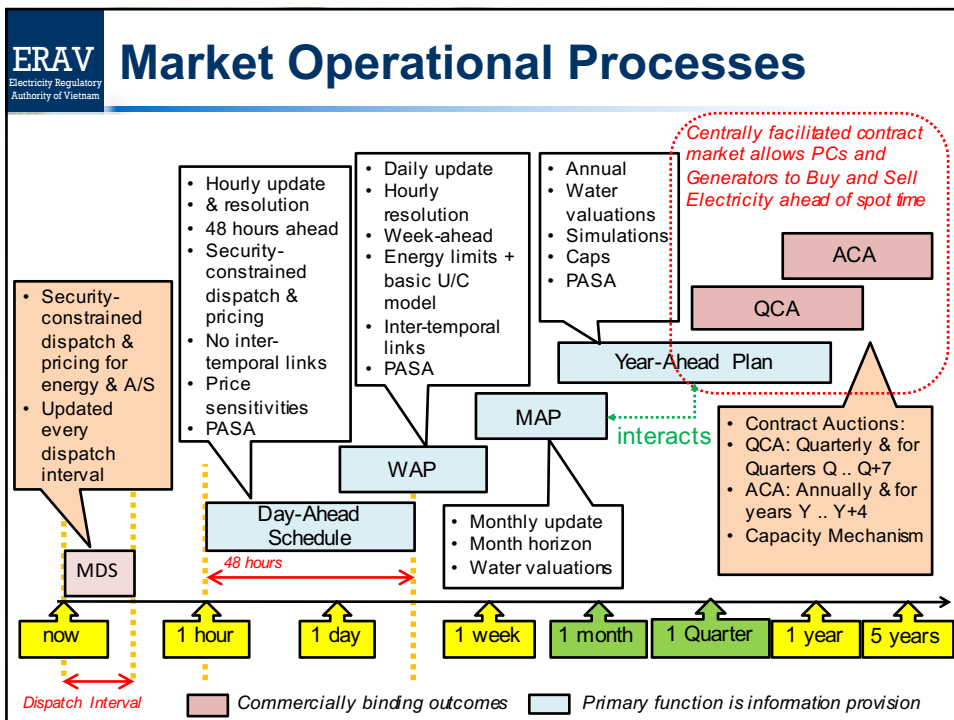 ERAV
Electricity Regulatory
Authority of Vietnam
Market Operational Processes
Centrally facilitated contract
market allows PCs and
Generators to Buy and Sell
Electricity ahead of spot time
• Security-
constrained
dispatch &
pricing for
energy & A/S
• Updated
every
dispatch
interval
• Hourly update
• & resolution
• 48 hours ahead
• Security-
constrained
dispatch &
pricing
• No inter-
temporal links
• Price
sensitivities
• PASA
• Daily update
• Hourly
resolution
• Week-ahead
• Energy limits +
basic U/C
model
• Inter-temporal
links
• PASA
• Annual
• Water
valuations
• Simulations
• Caps
• PASA
ACA
QCA
Year-Ahead Plan
MAP
interacts
WAP
Day-Ahead
Schedule
48 hours
MDS
• Monthly update
• Month horizon
• Water valuations
• Contract Auctions:
• QCA: Quarterly & for
Quarters Q .. Q+7
• ACA: Annually & for
years Y .. Y+4
• Capacity Mechanism
now
1 hour
1 day
1 week
1 month
1 Quarter
1 year
5 years
Dispatch Interval
Commercially binding outcomes
Primary function is information provision